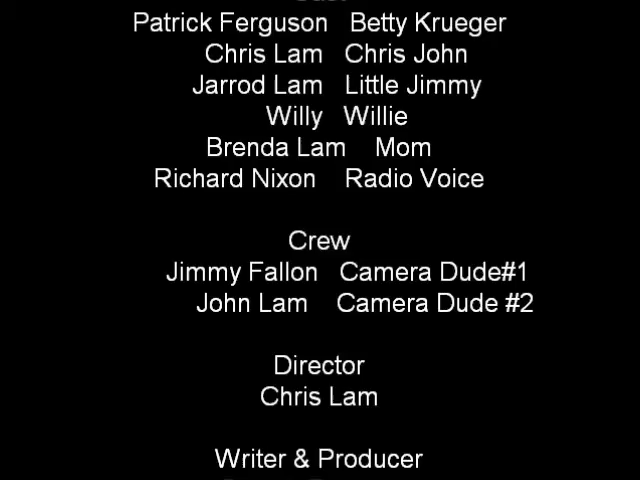 Patrick Ferguson Betty Krueger
Chris Lam Chris John
Jarrod Lam Little Jimmy
Willy Willie
Brenda Lam Mom
Richard Nixon Radio Voice
Crew
Jimmy Fallon Camera Dude#1
John Lam Camera Dude #2
Director
Chris Lam
Writer & Producer